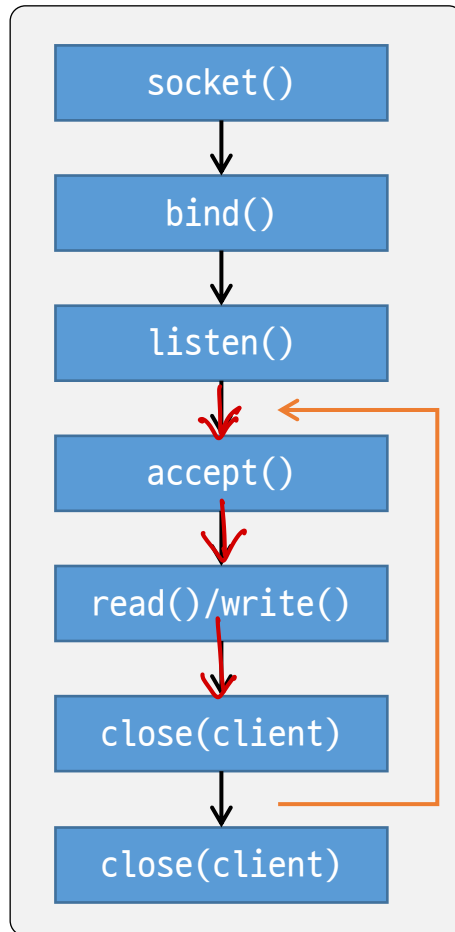 socket()
bind()
listen()
accept()
read()/write()
close(client)
close(client)